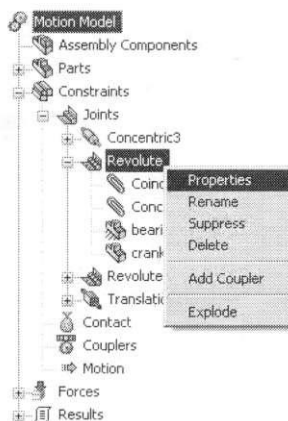 Motion Model
Assembly Components
Parts
Constraints
Joints
Concentric3
Revolute
Coinc
Conc
beari
crank
Revolute
Translatio
Contact
Couplers
Motion
Forces
Results
Properties
Rename
Suppress
Delete
Add Coupler
Explode